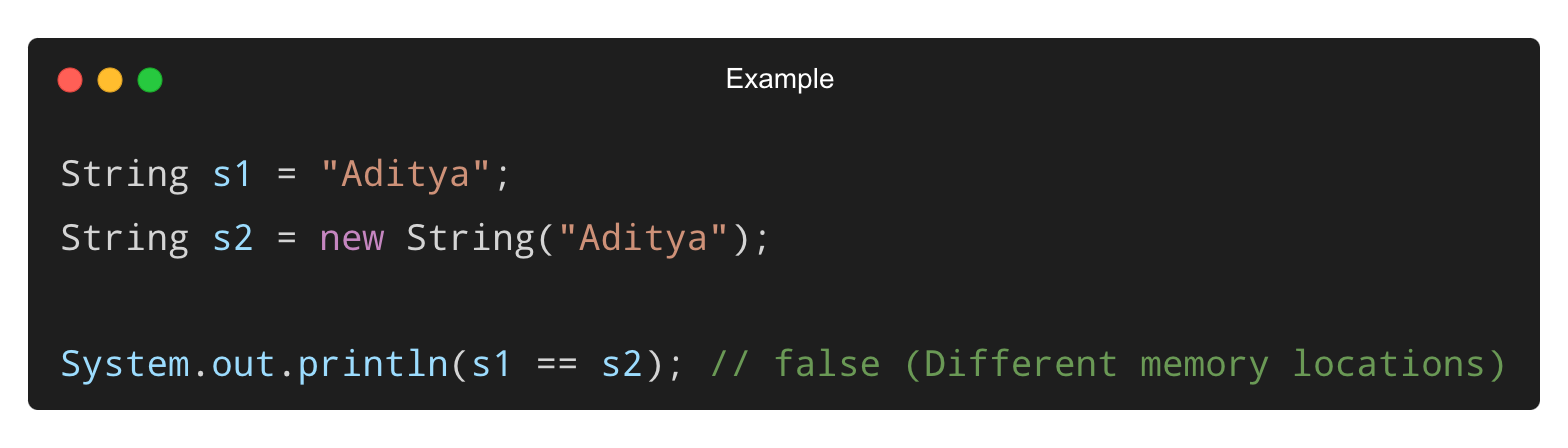 Example
String s1 = "Aditya";
String s2 = new String("Aditya");
System.out.println(s1 == s2); // false (Different memory locations)